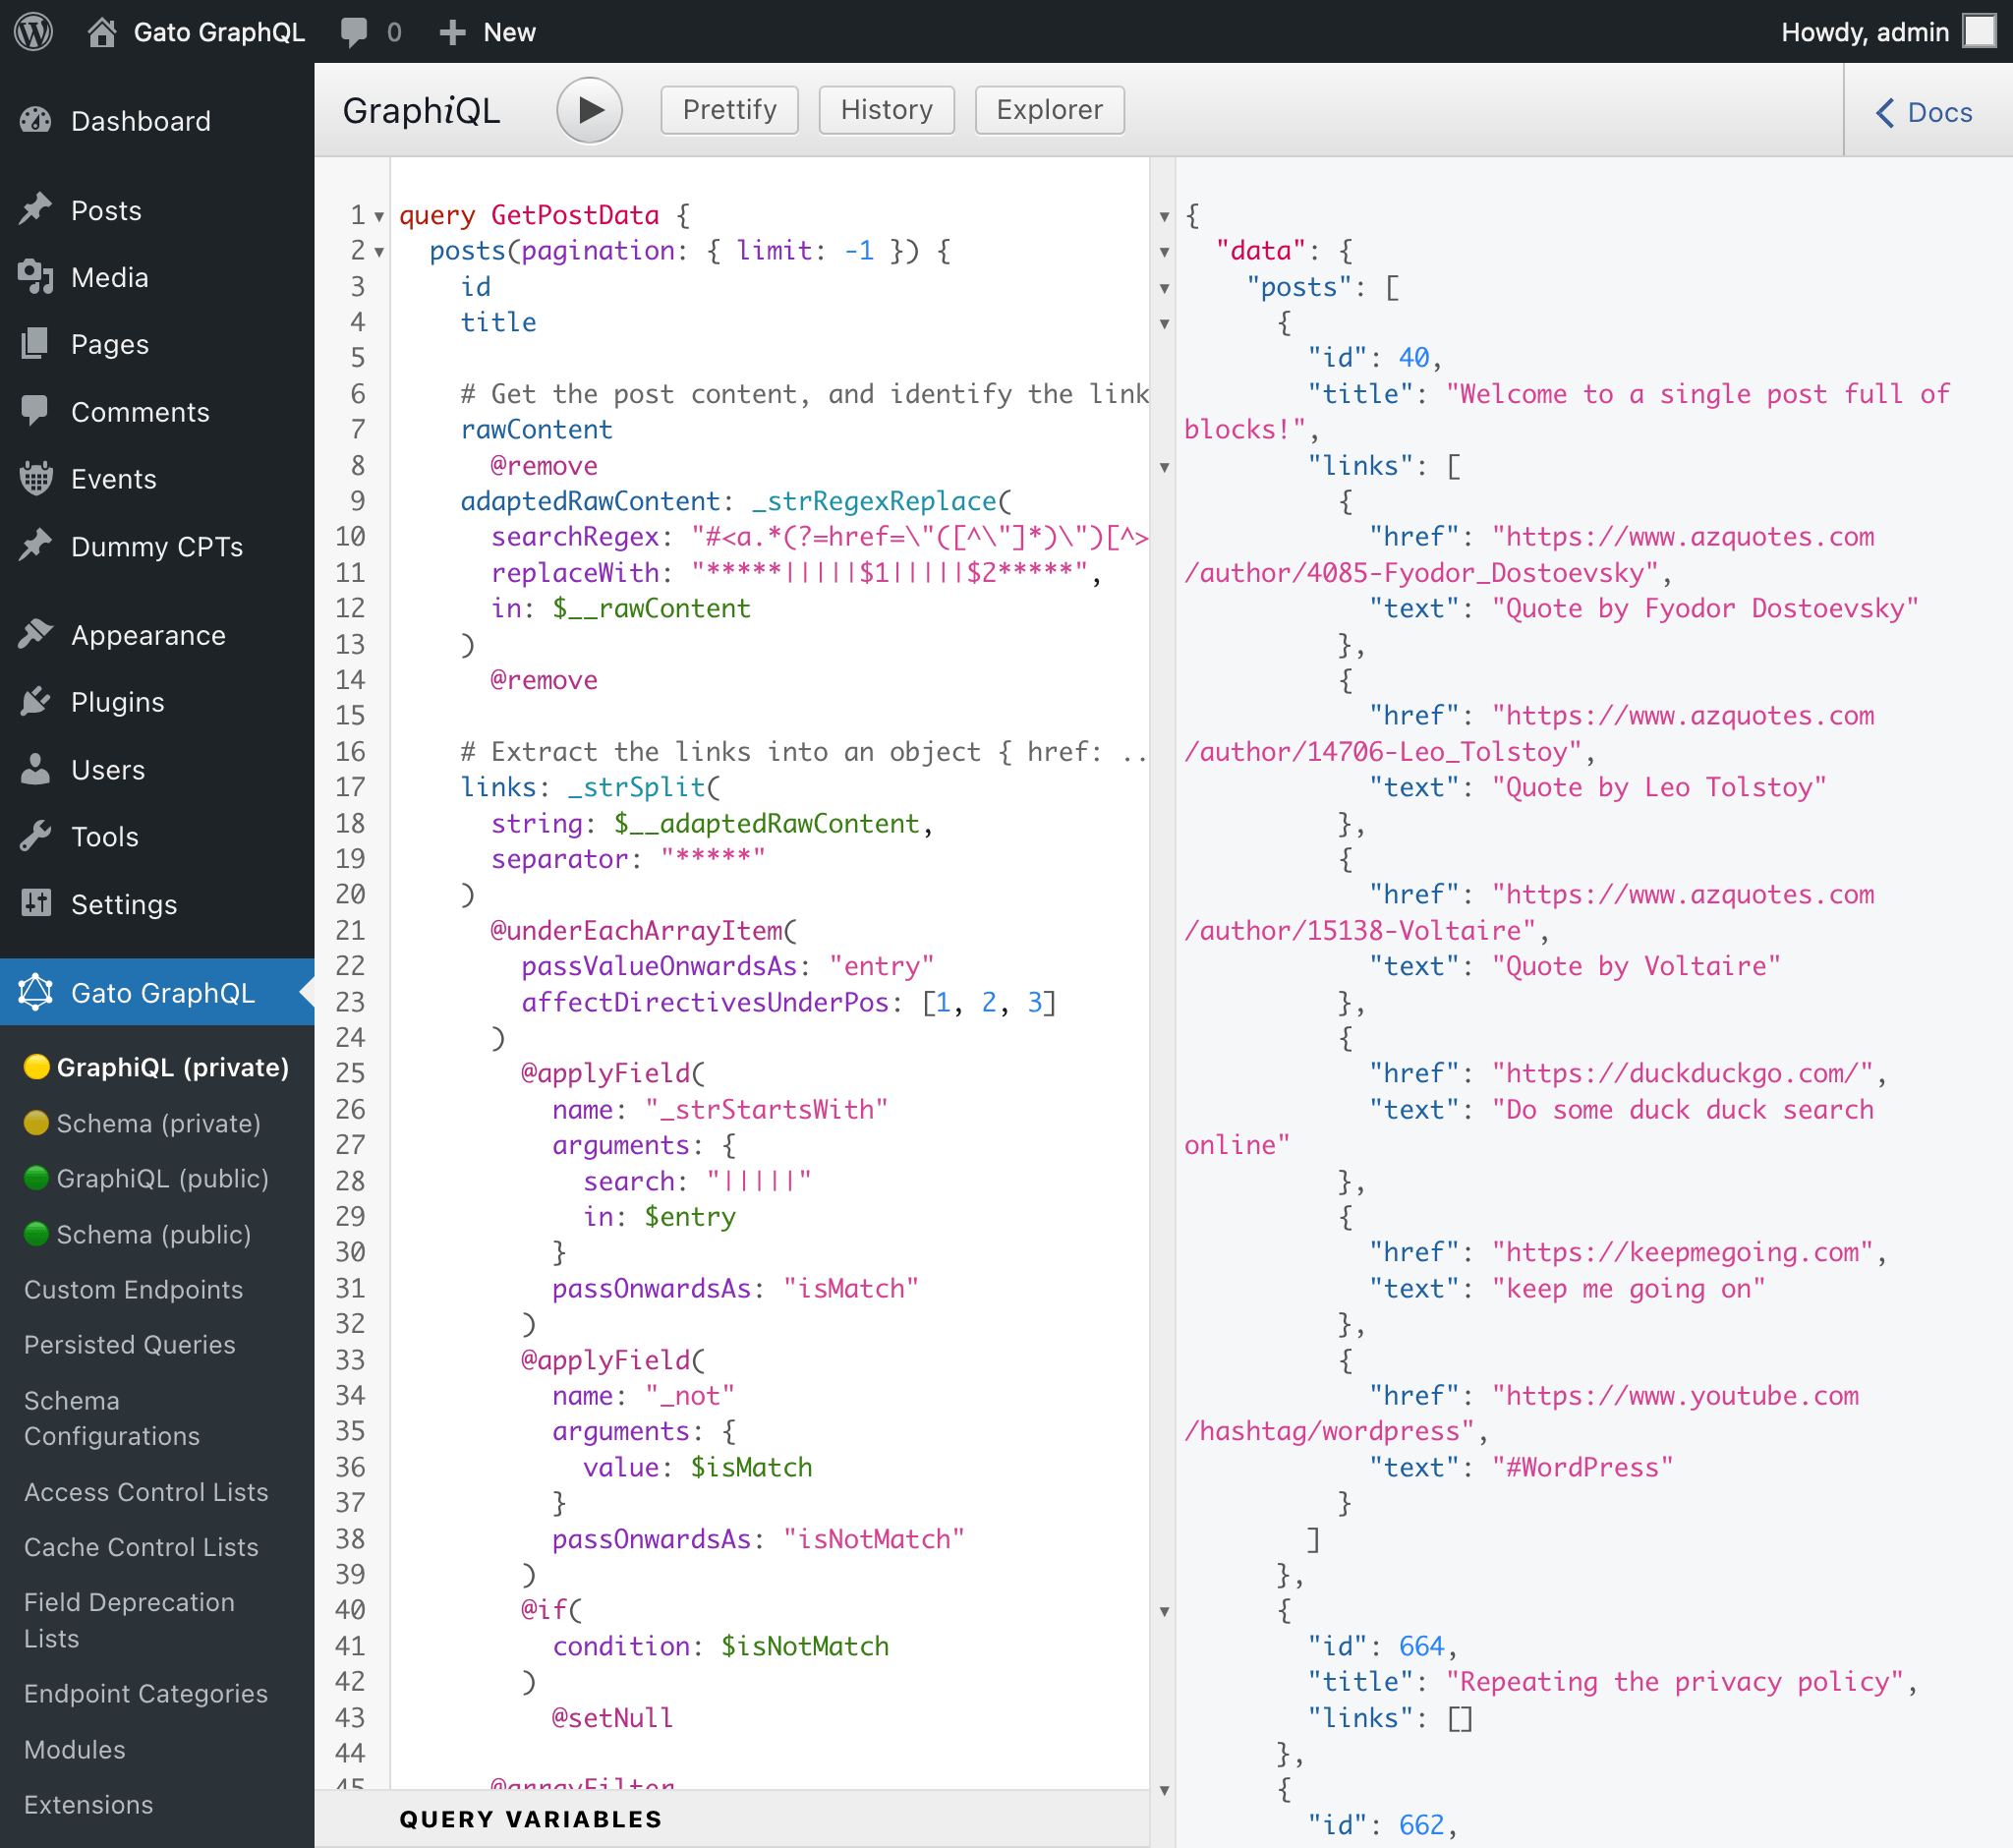 Gato GraphQL 0 New Howdy, admin
Dashboard
Posts
Media
Pages
Comments
Events
Dummy CPTs
Appearance
Plugins
Users
Tools
Settings
Gato GraphQL
GraphiQL (private)
Schema (private)
GraphiQL (public)
Schema (public)
Custom Endpoints
Persisted Queries
Schema
Configurations
Access Control Lists
Cache Control Lists
Field Deprecation
Lists
Endpoint Categories
Modules
Extensions
GraphiQL Prettify History Explorer Docs
1 query GetPostData {
2 posts(pagination: { limit: -1 }) {
3 id
4 title
5
6 # Get the post content, and identify the link
7 rawContent
8 @remove
9 adaptedRawContent: _strRegexReplace(
10 searchRegex: "#<a.*(?=href=\"([^\"]*)\")[^>
11 replaceWith: "*****|||||$1|||||$2*****",
12 in: $__rawContent
13 )
14 @remove
15
16 # Extract the links into an object { href: ..
17 links: _strSplit(
18 string: $__adaptedRawContent,
19 separator: "*****"
20 )
21 @underEachArrayItem(
22 passValueOnwardsAs: "entry"
23 affectDirectivesUnderPos: [1, 2, 3]
24 )
25 @applyField(
26 name: "_strStartsWith"
27 arguments: {
28 search: "|||||"
29 in: $entry
30 }
31 passOnwardsAs: "isMatch"
32 )
33 @applyField(
34 name: "_not"
35 arguments: {
36 value: $isMatch
37 }
38 passOnwardsAs: "isNotMatch"
39 )
40 @if(
41 condition: $isNotMatch
42 )
43 @setNull
44
45 @arrayFilter
QUERY VARIABLES
{
"data": {
"posts": [
{
"id": 40,
"title": "Welcome to a single post full of
blocks!",
"links": [
{
"href": "https://www.azquotes.com
/author/4085-Fyodor_Dostoevsky",
"text": "Quote by Fyodor Dostoevsky"
},
{
"href": "https://www.azquotes.com
/author/14706-Leo_Tolstoy",
"text": "Quote by Leo Tolstoy"
},
{
"href": "https://www.azquotes.com
/author/15138-Voltaire",
"text": "Quote by Voltaire"
},
{
"href": "https://duckduckgo.com/",
"text": "Do some duck duck search
online"
},
{
"href": "https://keepmegoing.com",
"text": "keep me going on"
},
{
"href": "https://www.youtube.com
/hashtag/wordpress",
"text": "#WordPress"
}
]
},
{
"id": 664,
"title": "Repeating the privacy policy",
"links": []
},
{
"id": 662,